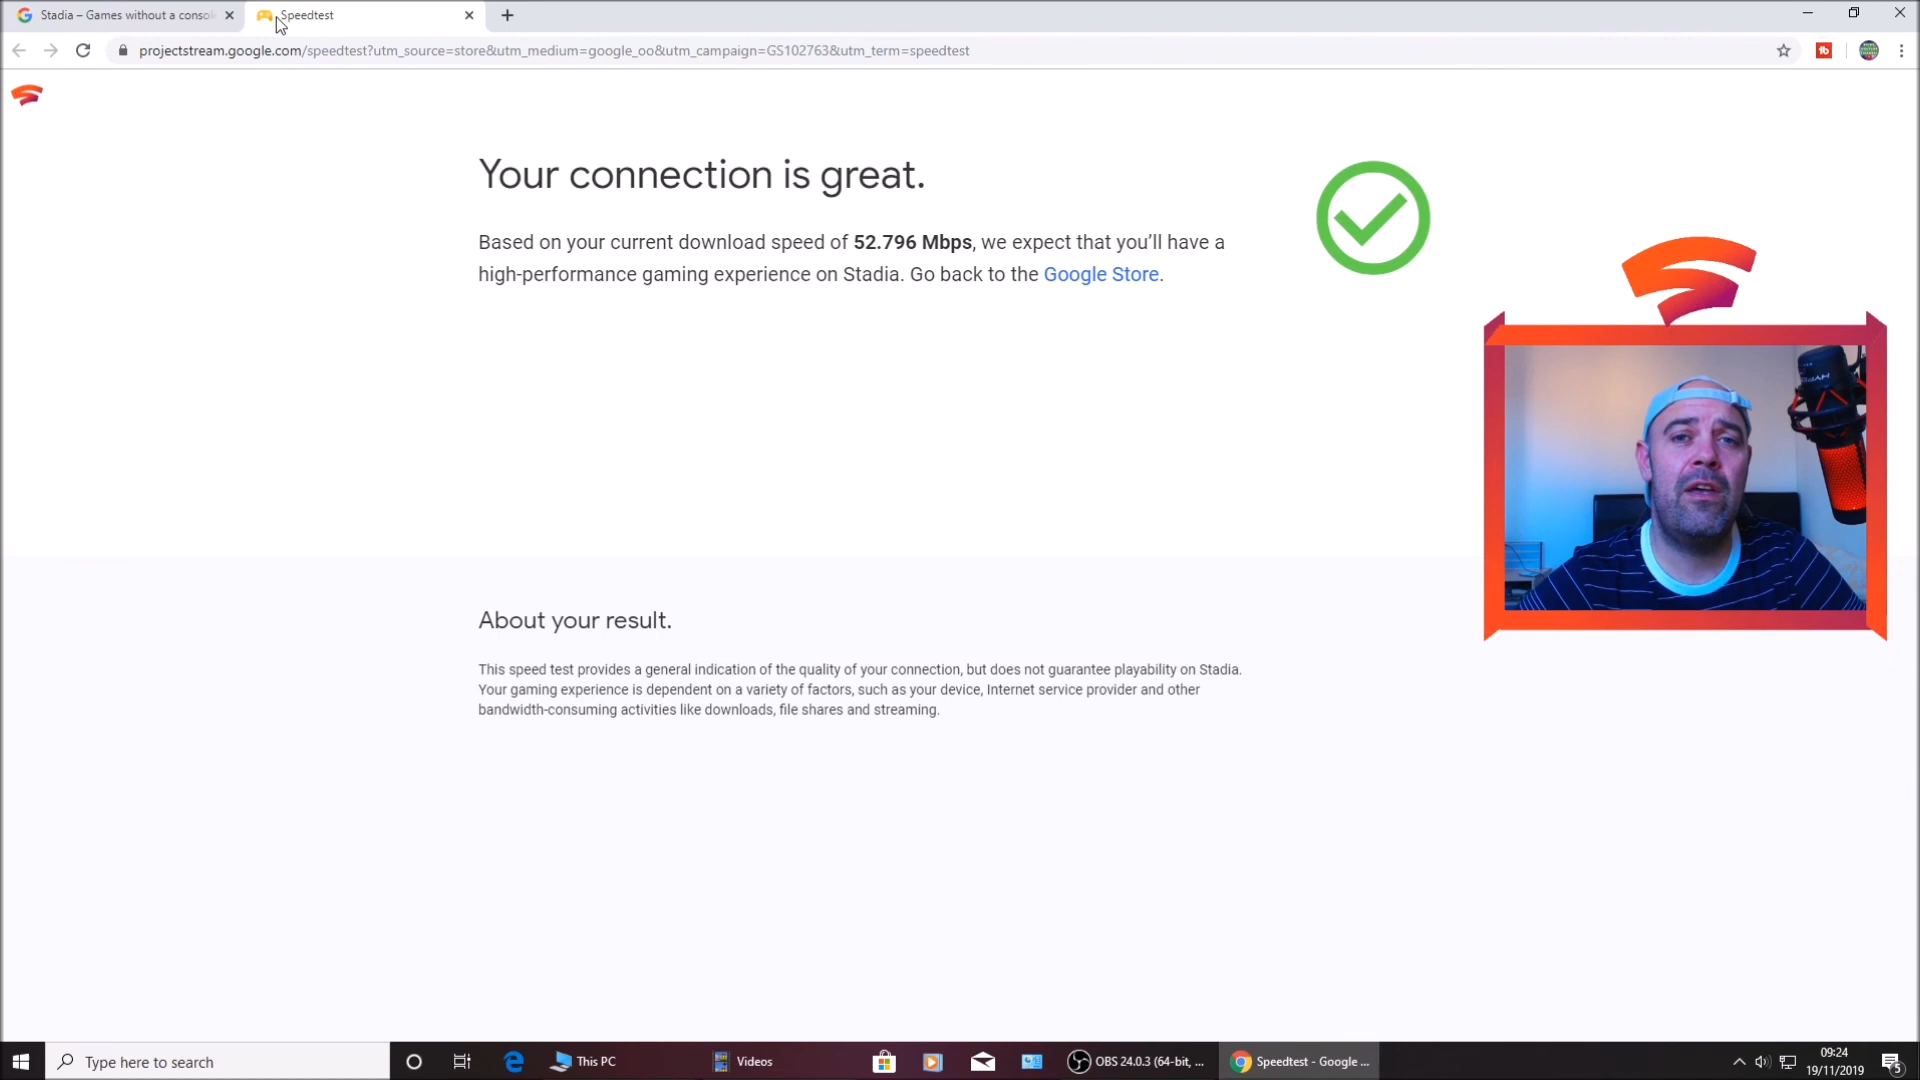 Stadia – Games without a consol
Speedtest
projectstream.google.com/speedtest?utm_source=store&utm_medium=google_oo&utm_campaign=GS102763&utm_term=speedtest
Your connection is great.
Based on your current download speed of 52.796 Mbps, we expect that you’ll have a
high-performance gaming experience on Stadia. Go back to the Google Store.
About your result.
This speed test provides a general indication of the quality of your connection, but does not guarantee playability on Stadia.
Your gaming experience is dependent on a variety of factors, such as your device, Internet service provider and other
bandwidth-consuming activities like downloads, file shares and streaming.
Type here to search
This PC
Videos
OBS 24.0.3 (64-bit, ...
Speedtest - Google ...
09:24
19/11/2019
5